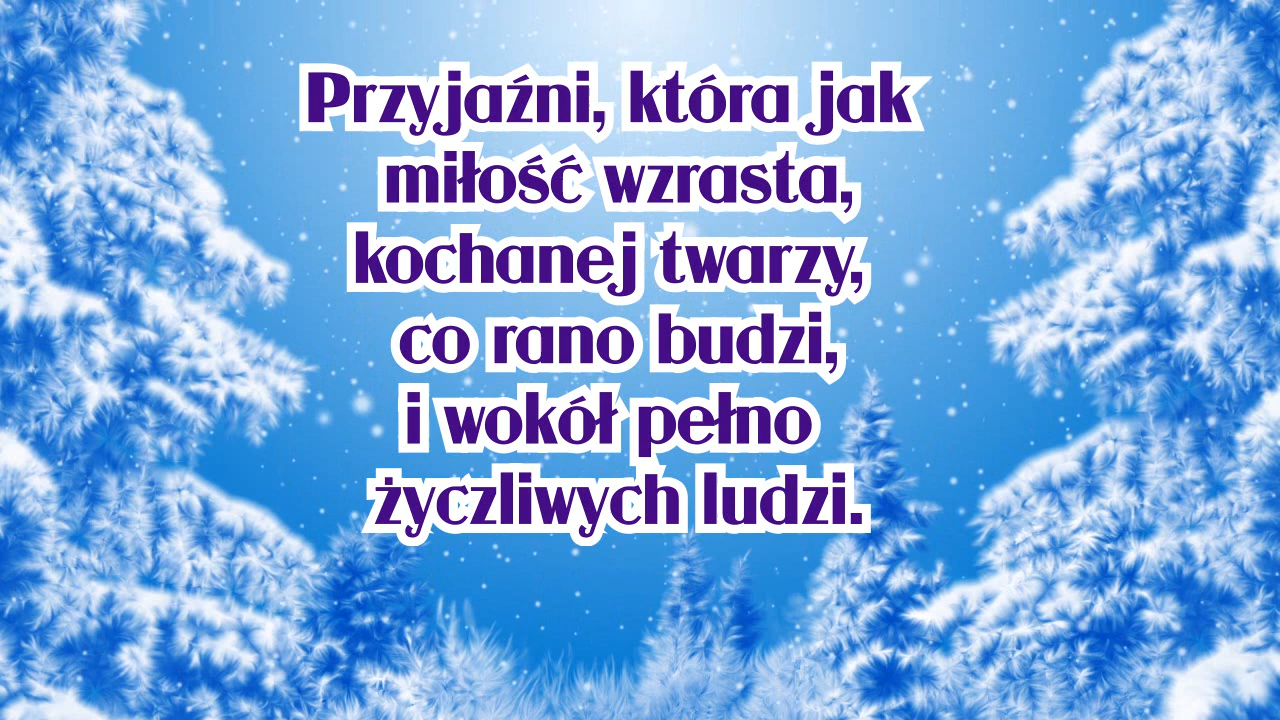 Przyjaźni, która jak
miłość wzrasta,
kochanej twarzy,
co rano budzi,
i wokół pełno
życzliwych ludzi.